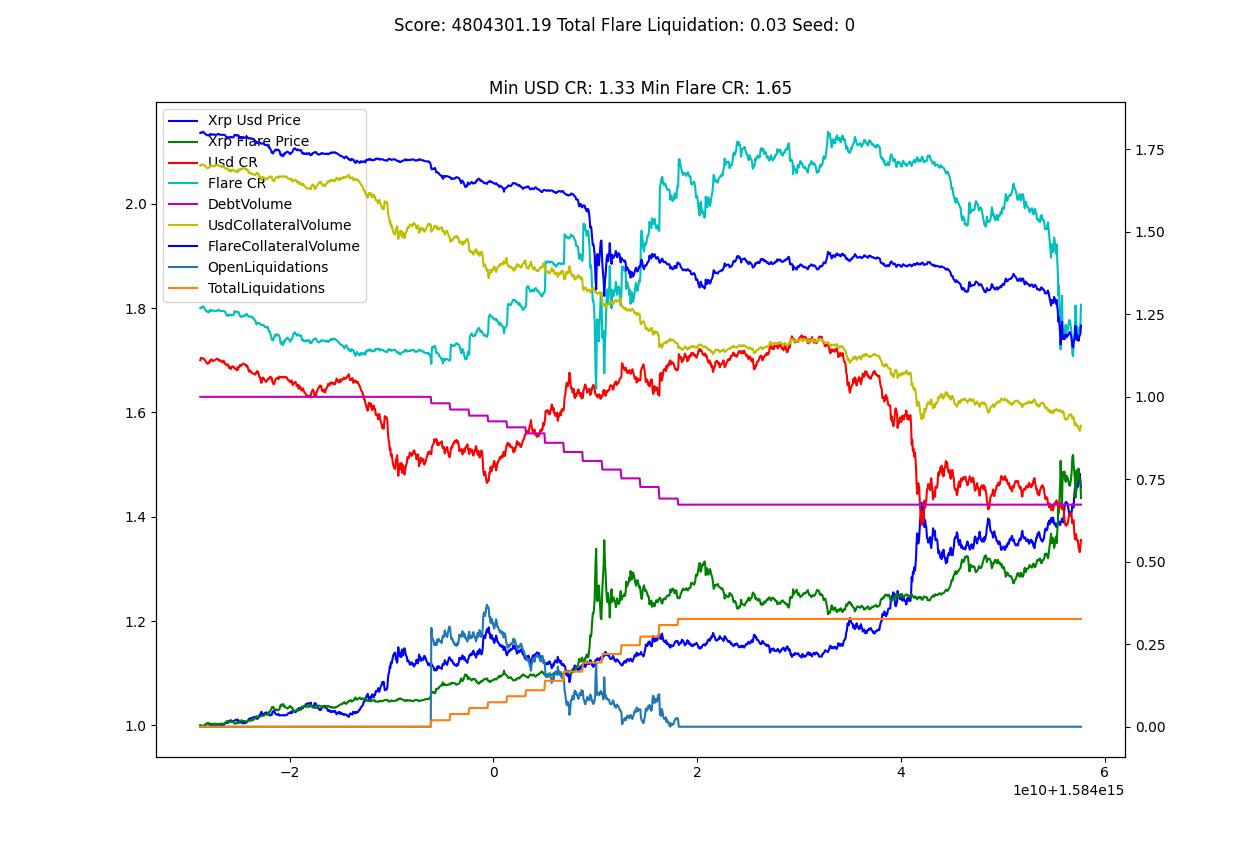 Score: 4804301.19 Total Flare Liquidation: 0.03 Seed: 0
Min USD CR: 1.33 Min Flare CR: 1.65
Xrp Usd Price
Xrp Flare Price
Usd CR
Flare CR
DebtVolume
UsdCollateralVolume
FlareCollateralVolume
OpenLiquidations
TotalLiquidations
2.0
1.8
1.6
1.4
1.2
1.0
1.75
1.50
1.25
1.00
0.75
0.50
0.25
0.00
−2
0
2
4
6
1e10+1.584e15